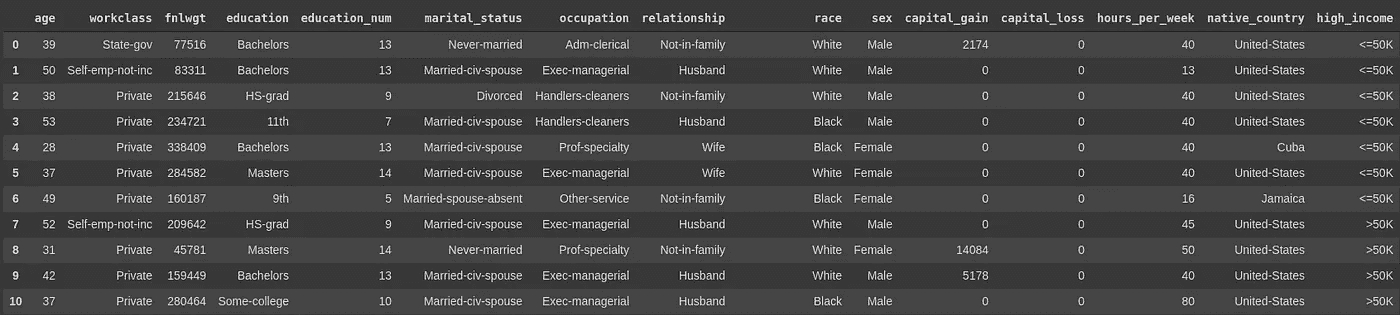 age workclass fnlwgt education education_num marital_status occupation relationship race sex capital_gain capital_loss hours_per_week native_country high_income
0 39 State-gov 77516 Bachelors 13 Never-married Adm-clerical Not-in-family White Male 2174 0 40 United-States <=50K
1 50 Self-emp-not-inc 83311 Bachelors 13 Married-civ-spouse Exec-managerial Husband White Male 0 0 13 United-States <=50K
2 38 Private 215646 HS-grad 9 Divorced Handlers-cleaners Not-in-family White Male 0 0 40 United-States <=50K
3 53 Private 234721 11th 7 Married-civ-spouse Handlers-cleaners Husband Black Male 0 0 40 United-States <=50K
4 28 Private 338409 Bachelors 13 Married-civ-spouse Prof-specialty Wife Black Female 0 0 40 Cuba <=50K
5 37 Private 284582 Masters 14 Married-civ-spouse Exec-managerial Wife White Female 0 0 40 United-States <=50K
6 49 Private 160187 9th 5 Married-spouse-absent Other-service Not-in-family Black Female 0 0 16 Jamaica <=50K
7 52 Self-emp-not-inc 209642 HS-grad 9 Married-civ-spouse Exec-managerial Husband White Male 0 0 45 United-States >50K
8 31 Private 45781 Masters 14 Never-married Prof-specialty Not-in-family White Female 14084 0 50 United-States >50K
9 42 Private 159449 Bachelors 13 Married-civ-spouse Exec-managerial Husband White Male 5178 0 40 United-States >50K
10 37 Private 280464 Some-college 10 Married-civ-spouse Exec-managerial Husband Black Male 0 0 80 United-States >50K